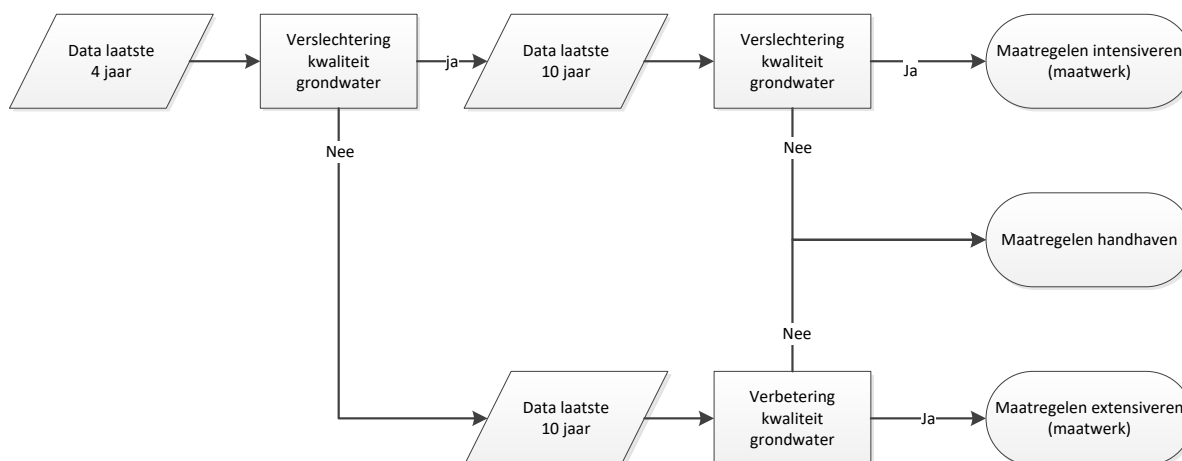 Data laatste
4 jaar
Verslechtering
kwaliteit
grondwater
ja
Data laatste
10 jaar
Verslechtering
kwaliteit
grondwater
Ja
Maatregelen intensiveren
(maatwerk)
Nee
Nee
Maatregelen handhaven
Nee
Data laatste
10 jaar
Verbetering
kwaliteit
grondwater
Ja
Maatregelen extensiveren
(maatwerk)